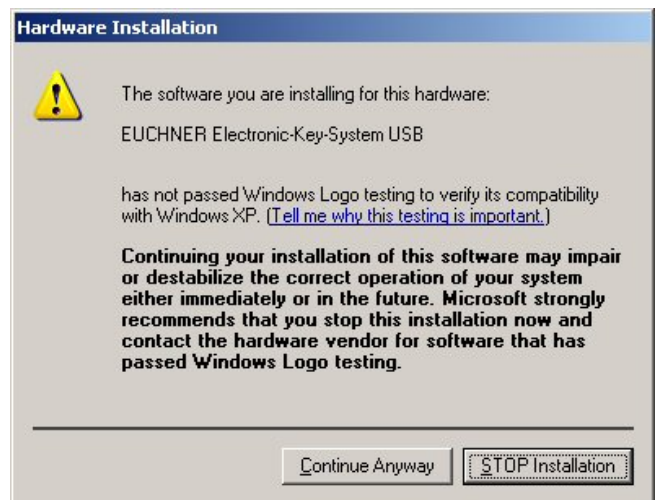 Hardware Installation
The software you are installing for this hardware:
EUCHNER Electronic-Key-System USB
has not passed Windows Logo testing to verify its compatibility
with Windows XP. (Tell me why this testing is important.)
Continuing your installation of this software may impair
or destabilize the correct operation of your system
either immediately or in the future. Microsoft strongly
recommends that you stop this installation now and
contact the hardware vendor for software that has
passed Windows Logo testing.
Continue Anyway
STOP Installation